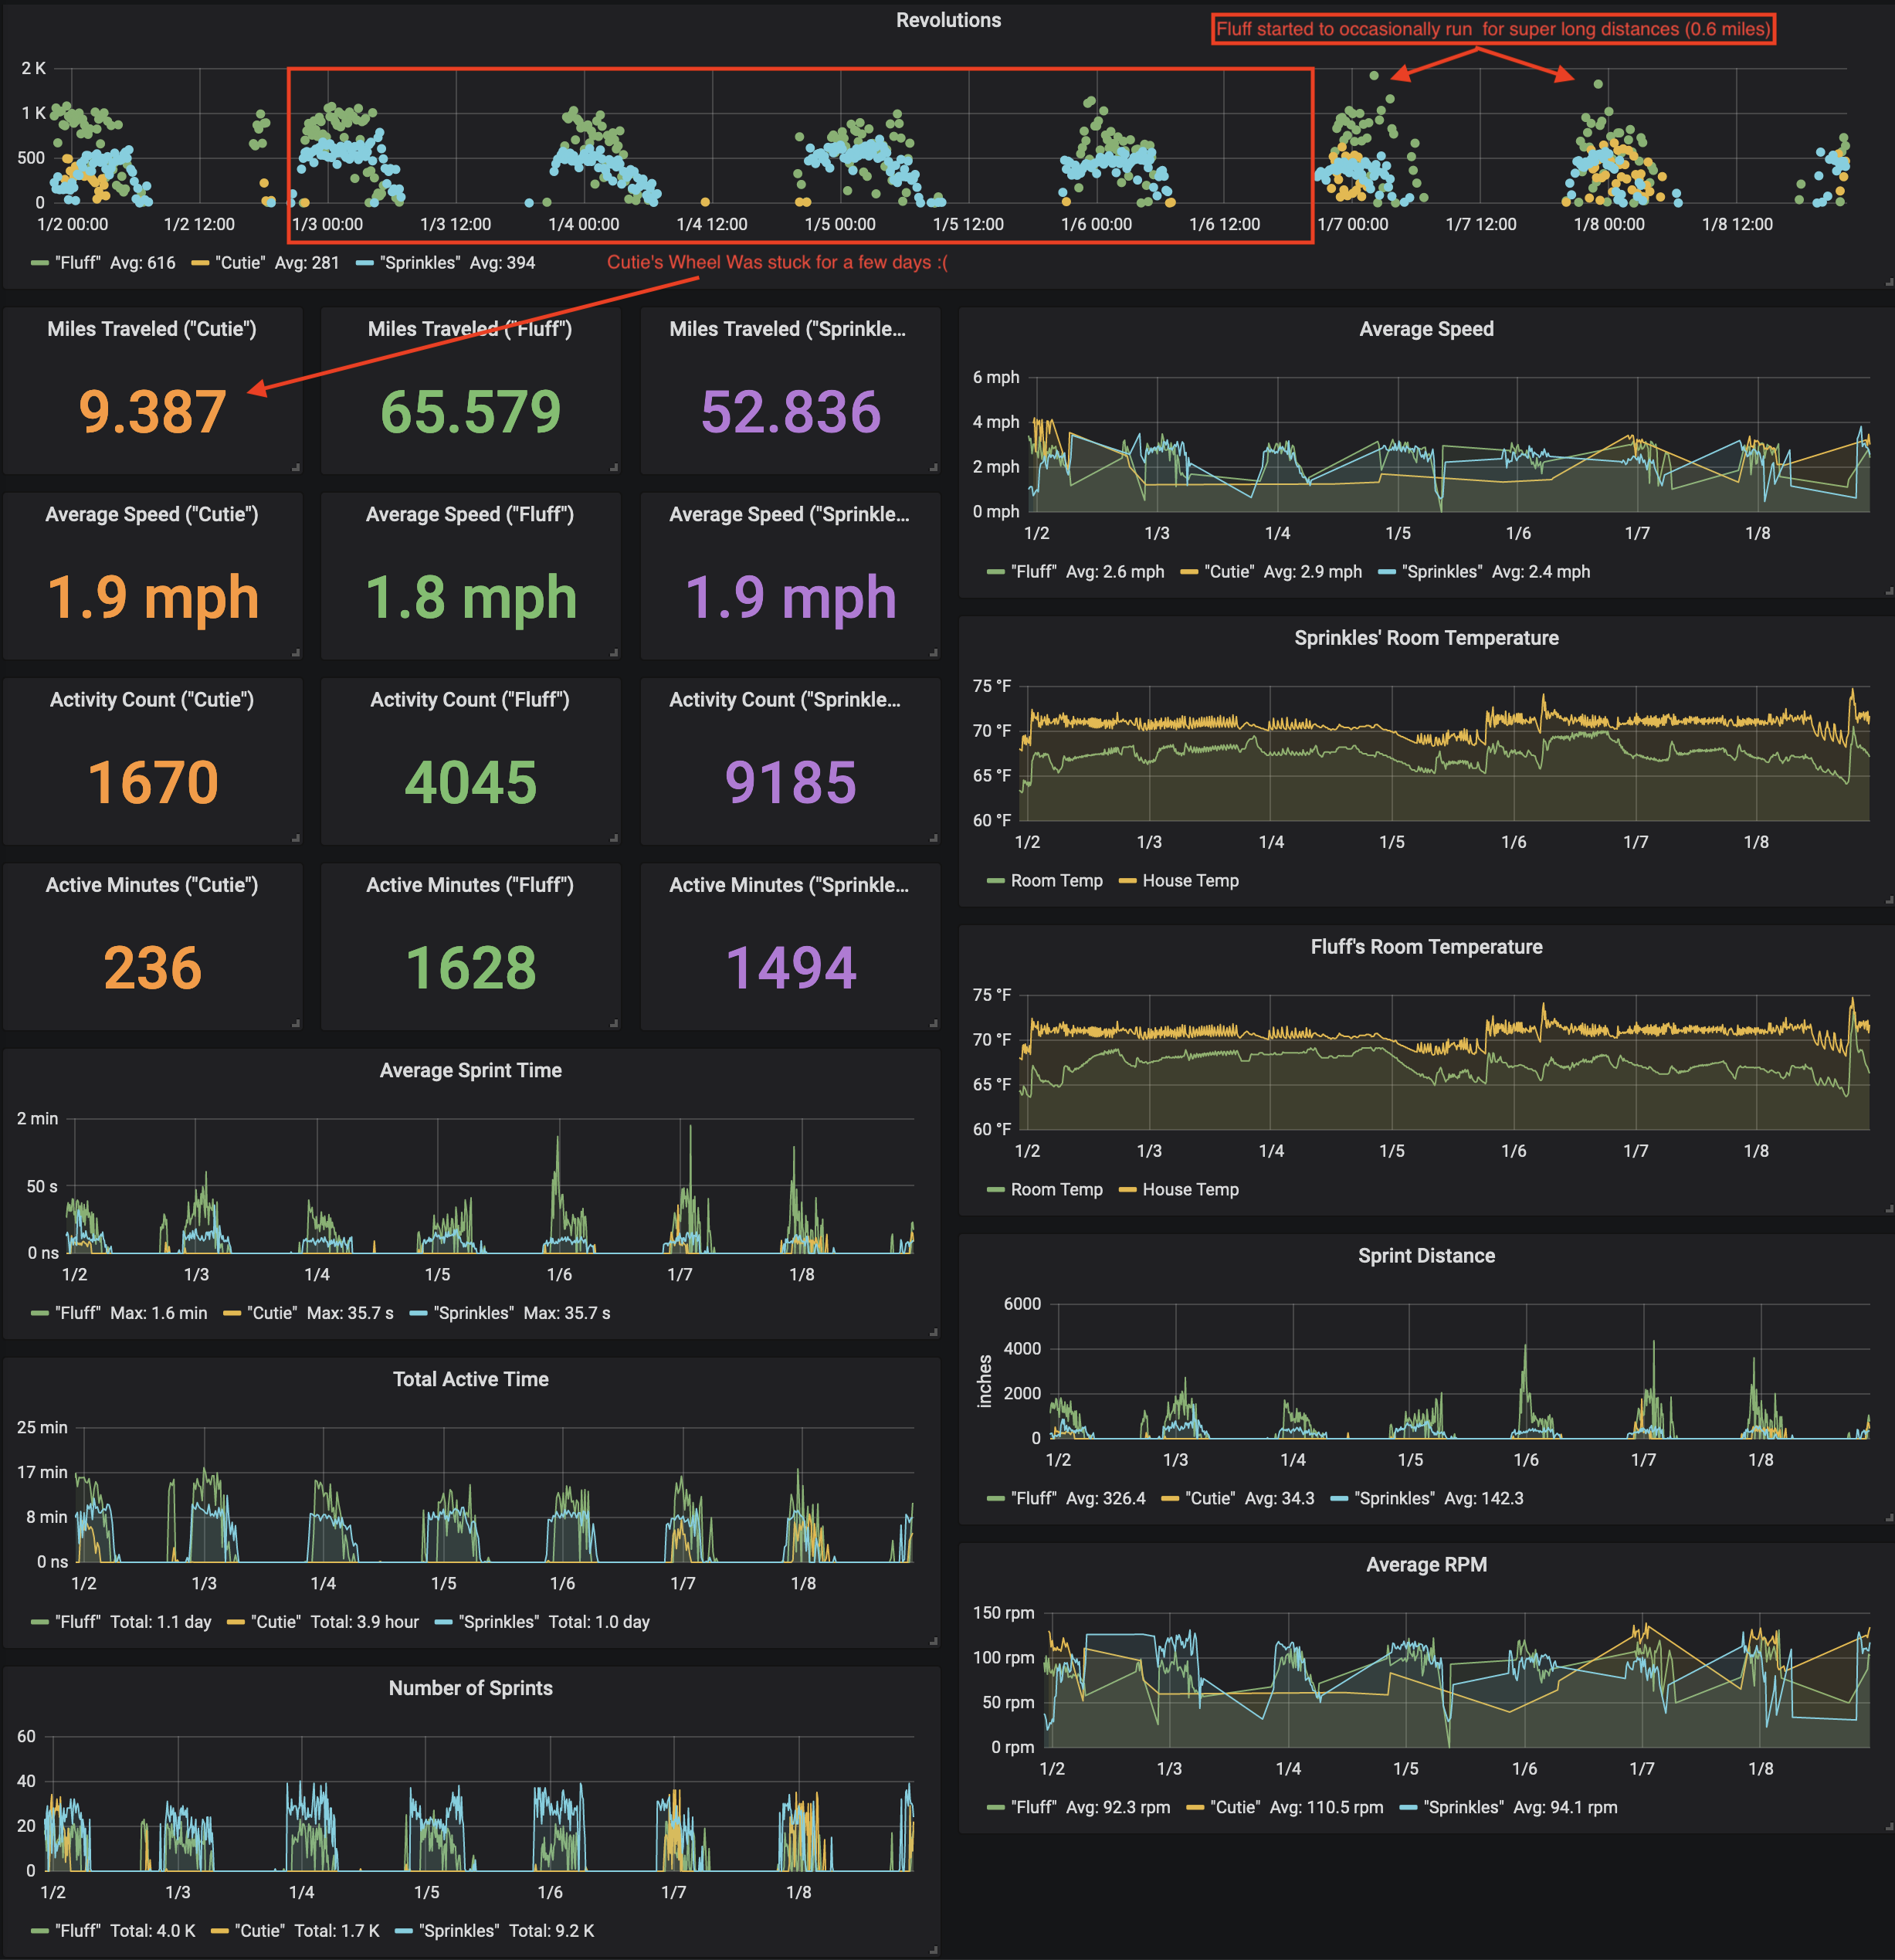 Revolutions
Fluff started to occasionally run for super long distances (0.6 miles)
2 K
1 K
500
0
1/2 00:00 1/2 12:00 1/3 00:00 1/3 12:00 1/4 00:00 1/4 12:00 1/5 00:00 1/5 12:00 1/6 00:00 1/6 12:00 1/7 00:00 1/7 12:00 1/8 00:00 1/8 12:00
"Fluff" Avg: 616 "Cutie" Avg: 281 "Sprinkles" Avg: 394
Cutie's Wheel Was stuck for a few days :(
Miles Traveled ("Cutie")
9.387
Miles Traveled ("Fluff")
65.579
Miles Traveled ("Sprinkle...
52.836
Average Speed ("Cutie")
1.9 mph
Average Speed ("Fluff")
1.8 mph
Average Speed ("Sprinkle...
1.9 mph
Activity Count ("Cutie")
1670
Activity Count ("Fluff")
4045
Activity Count ("Sprinkle...
9185
Active Minutes ("Cutie")
236
Active Minutes ("Fluff")
1628
Active Minutes ("Sprinkle...
1494
Average Sprint Time
2 min
50 s
0 ns
1/2 1/3 1/4 1/5 1/6 1/7 1/8
"Fluff" Max: 1.6 min "Cutie" Max: 35.7 s "Sprinkles" Max: 35.7 s
Total Active Time
25 min
17 min
8 min
0 ns
1/2 1/3 1/4 1/5 1/6 1/7 1/8
"Fluff" Total: 1.1 day "Cutie" Total: 3.9 hour "Sprinkles" Total: 1.0 day
Number of Sprints
60
40
20
0
1/2 1/3 1/4 1/5 1/6 1/7 1/8
"Fluff" Total: 4.0 K "Cutie" Total: 1.7 K "Sprinkles" Total: 9.2 K
Average Speed
6 mph
4 mph
2 mph
0 mph
1/2 1/3 1/4 1/5 1/6 1/7 1/8
"Fluff" Avg: 2.6 mph "Cutie" Avg: 2.9 mph "Sprinkles" Avg: 2.4 mph
Sprinkles' Room Temperature
75 °F
70 °F
65 °F
60 °F
1/2 1/3 1/4 1/5 1/6 1/7 1/8
Room Temp House Temp
Fluff's Room Temperature
75 °F
70 °F
65 °F
60 °F
1/2 1/3 1/4 1/5 1/6 1/7 1/8
Room Temp House Temp
Sprint Distance
inches
6000
4000
2000
0
1/2 1/3 1/4 1/5 1/6 1/7 1/8
"Fluff" Avg: 326.4 "Cutie" Avg: 34.3 "Sprinkles" Avg: 142.3
Average RPM
150 rpm
100 rpm
50 rpm
0 rpm
1/2 1/3 1/4 1/5 1/6 1/7 1/8
"Fluff" Avg: 92.3 rpm "Cutie" Avg: 110.5 rpm "Sprinkles" Avg: 94.1 rpm